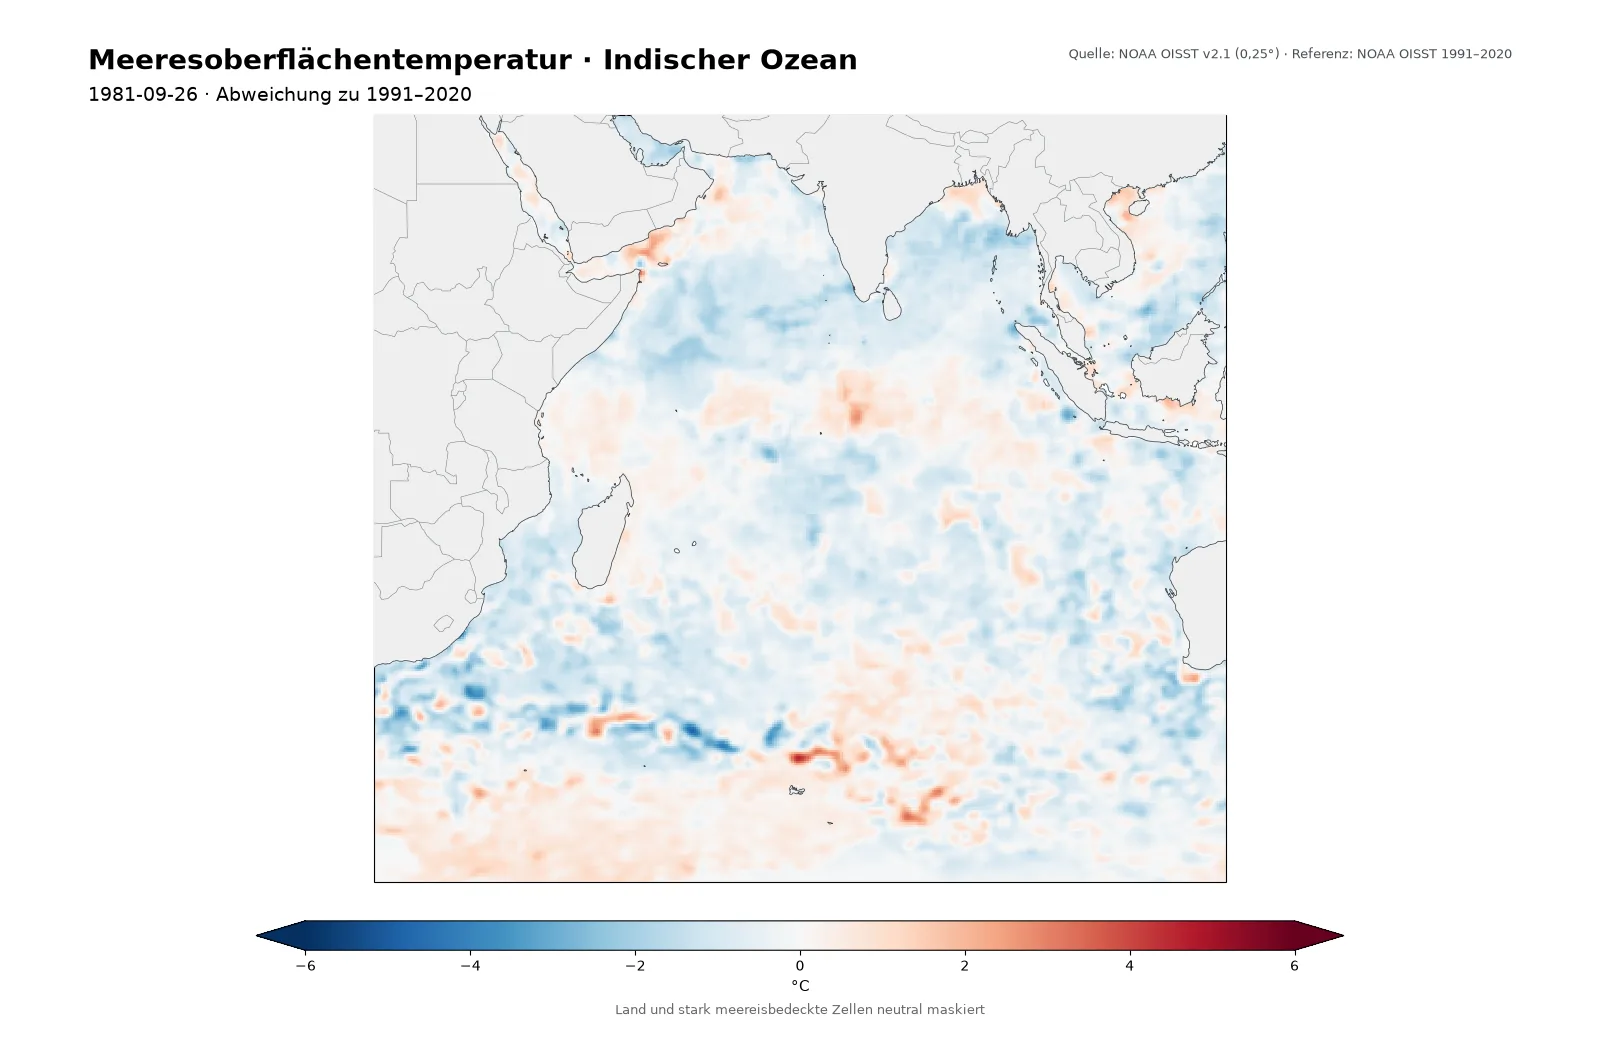 Meeresoberflächentemperatur · Indischer Ozean
Quelle: NOAA OISST v2.1 (0,25°) · Referenz: NOAA OISST 1991–2020
1981-09-26 · Abweichung zu 1991–2020
−6 −4 −2 0 2 4 6
°C
Land und stark meereisbedeckte Zellen neutral maskiert